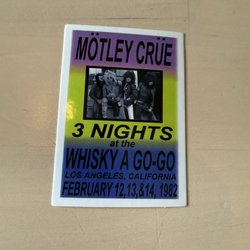 MÖTLEY CRÜE
3 NIGHTS
at the
WHISKY A GO-GO
LOS ANGELES, CALIFORNIA
FEBRUARY 12,13,&14, 1982